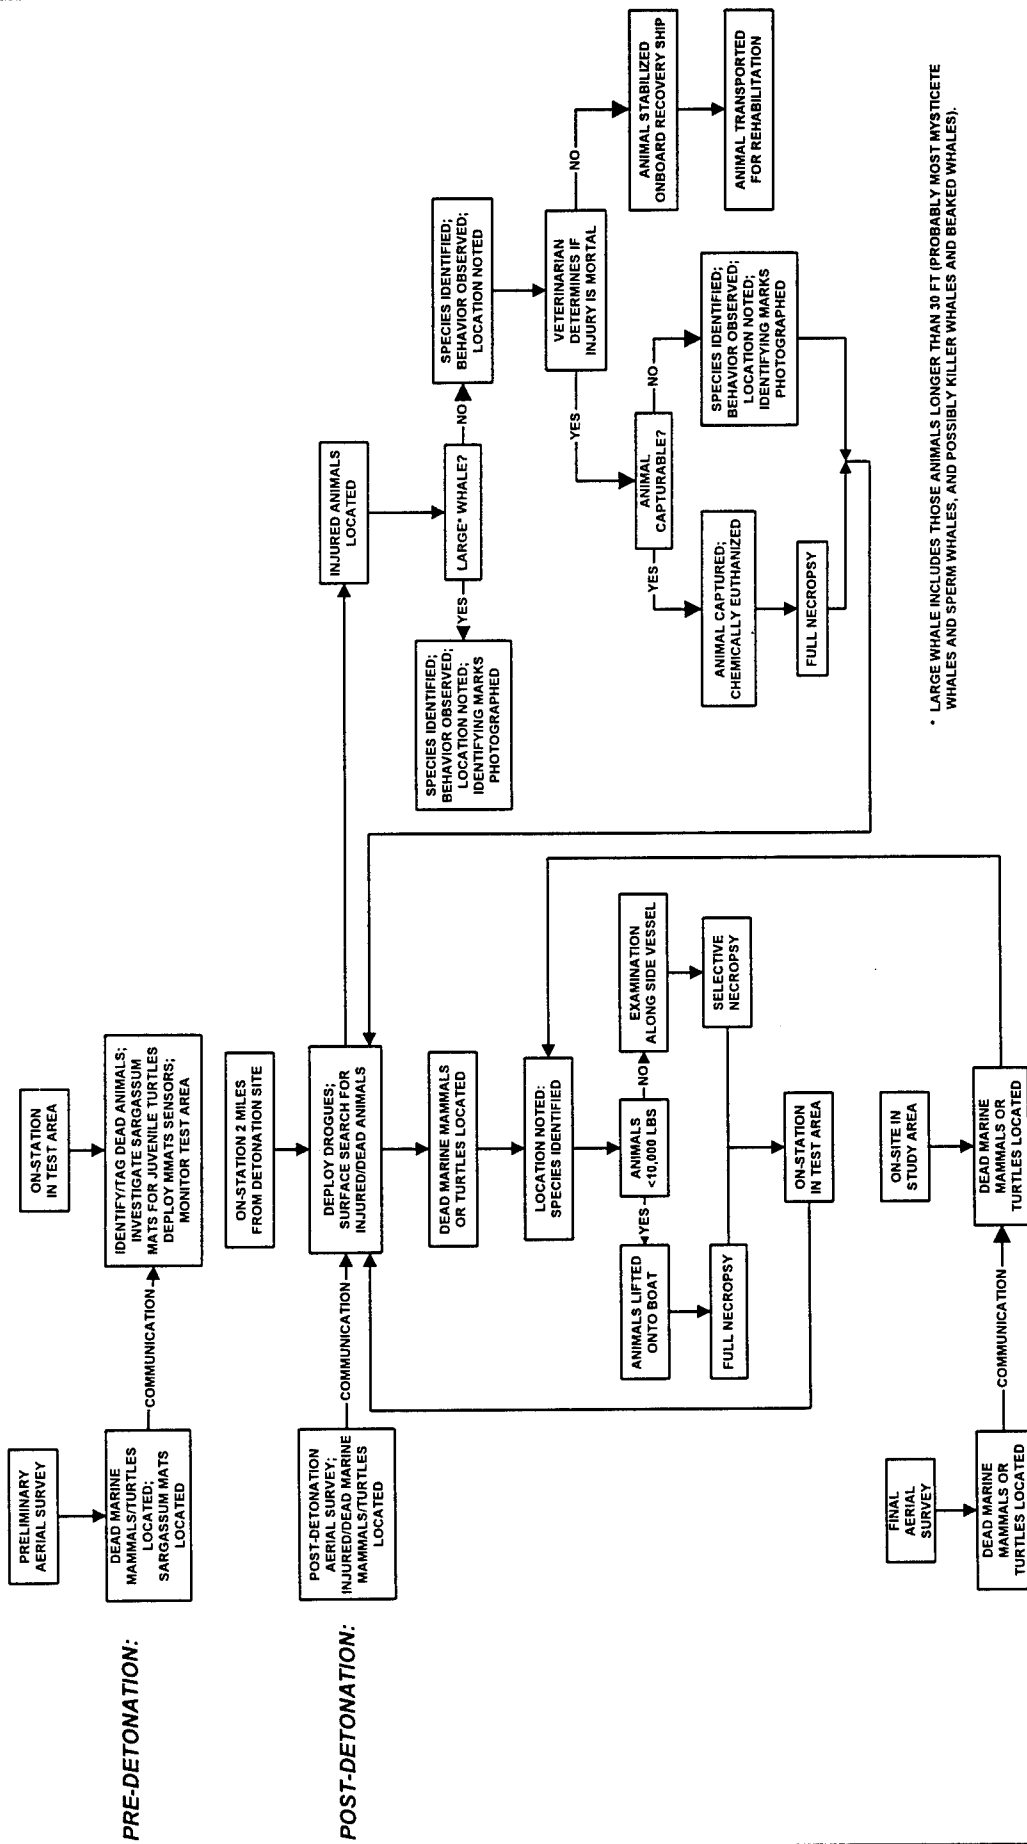 PRE-DETONATION:
PRELIMINARY
AERIAL SURVEY
DEAD MARINE
MAMMALS/TURTLES
LOCATED;
SARGASSUM MATS
LOCATED
COMMUNICATION
ON-STATION
IN TEST AREA
IDENTIFY/TAG DEAD ANIMALS;
INVESTIGATE SARGASSUM
MATS FOR JUVENILE TURTLES
DEPLOY MMATS SENSORS;
MONITOR TEST AREA
POST-DETONATION:
POST-DETONATION
AERIAL SURVEY;
INJURED/DEAD MARINE
MAMMALS/TURTLES
LOCATED
COMMUNICATION
ON-STATION 2 MILES
FROM DETONATION SITE
DEPLOY DROGUES;
SURFACE SEARCH FOR
INJURED/DEAD ANIMALS
DEAD MARINE MAMMALS
OR TURTLES LOCATED
LOCATION NOTED:
SPECIES IDENTIFIED
ANIMALS
<10,000 LBS
YES
NO
ANIMALS LIFTED
ONTO BOAT
FULL NECROPSY
EXAMINATION
ALONG SIDE VESSEL
SELECTIVE
NECROPSY
ON-STATION
IN TEST AREA
INJURED ANIMALS
LOCATED
LARGE* WHALE?
YES
NO
SPECIES IDENTIFIED;
BEHAVIOR OBSERVED;
LOCATION NOTED;
IDENTIFYING MARKS
PHOTOGRAPHED
SPECIES IDENTIFIED;
BEHAVIOR OBSERVED;
LOCATION NOTED
VETERINARIAN
DETERMINES IF
INJURY IS MORTAL
YES
NO
ANIMAL
CAPTURABLE?
YES
NO
ANIMAL CAPTURED;
CHEMICALLY EUTHANIZED
FULL NECROPSY
SPECIES IDENTIFIED;
BEHAVIOR OBSERVED;
LOCATION NOTED;
IDENTIFYING MARKS
PHOTOGRAPHED
ANIMAL STABILIZED
ONBOARD RECOVERY SHIP
ANIMAL TRANSPORTED
FOR REHABILITATION
FINAL
AERIAL
SURVEY
DEAD MARINE
MAMMALS OR
TURTLES LOCATED
COMMUNICATION
ON-SITE IN
STUDY AREA
DEAD MARINE
MAMMALS OR
TURTLES LOCATED
* LARGE WHALE INCLUDES THOSE ANIMALS LONGER THAN 30 FT (PROBABLY MOST MYSTICETE
WHALES AND SPERM WHALES, AND POSSIBLY KILLER WHALES AND BEAKED WHALES).